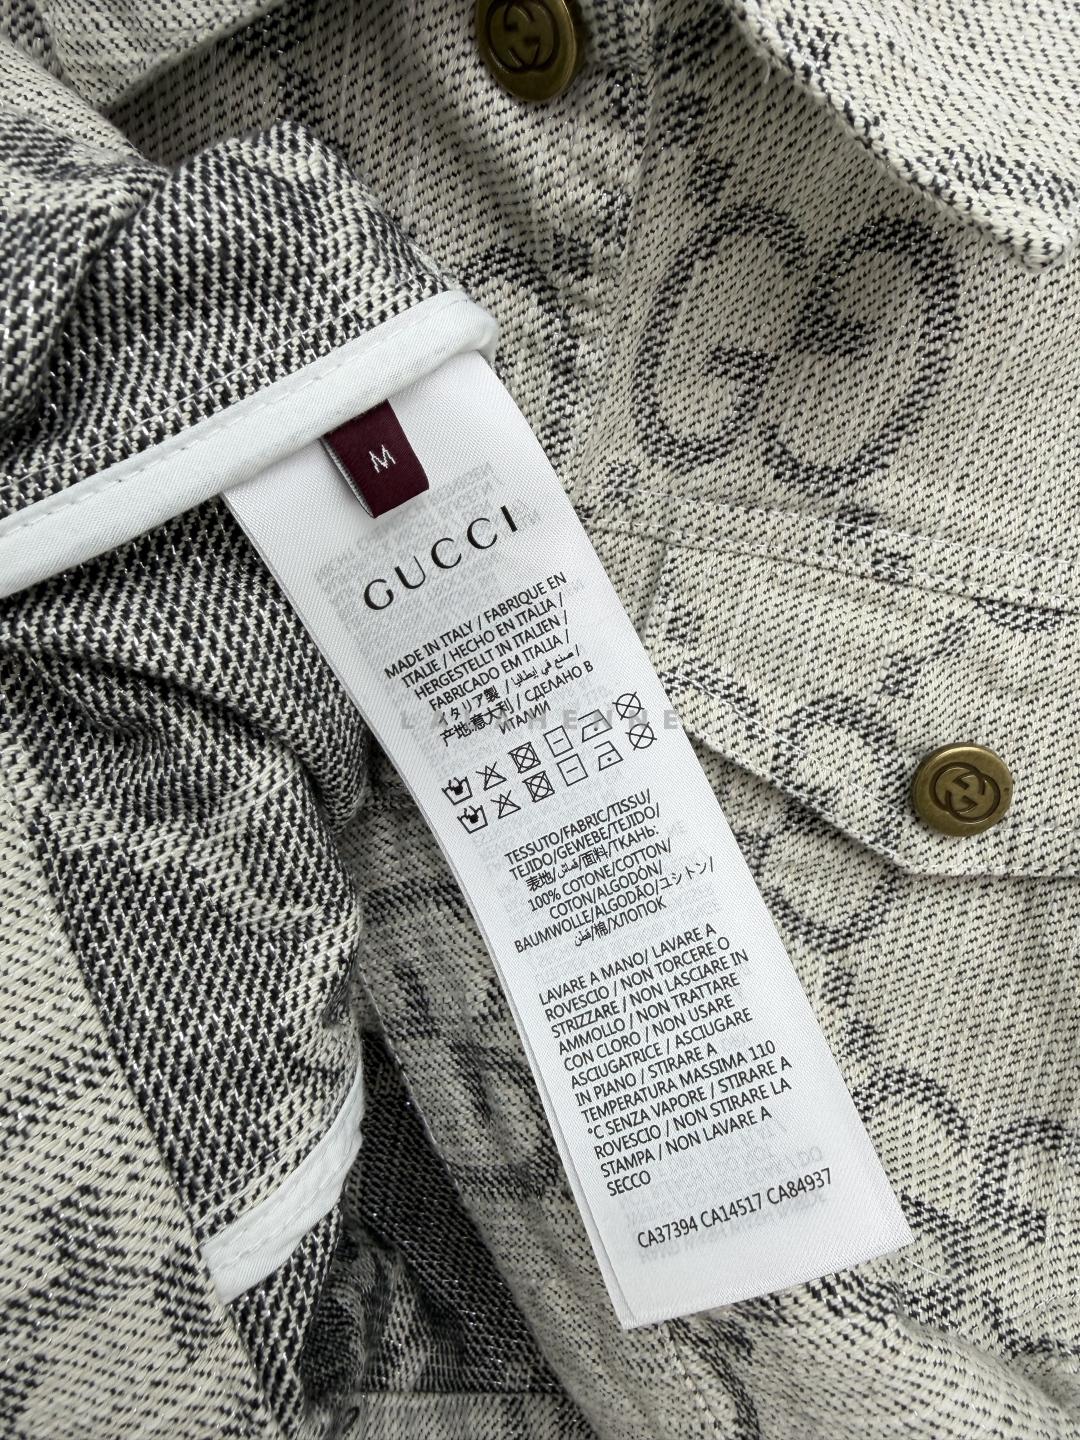 M
GUCCI
MADE IN ITALY / FABRIQUE EN
ITALIE / HECHO EN ITALIA /
HERGESTELLT IN ITALIEN /
FABRICADO EM ITALIA /
イタリア製 / صنع في إيطاليا /
产地:意大利 / СДЕЛАНО В
ИТАЛИИ
TESSUTO/FABRIC/TISSU/
TEJIDO/GEWEBE/TEJIDO/
表地/قماش/面料/ТКАНЬ:
100% COTONE/COTTON/
COTON/ALGODÓN/
BAUMWOLLE/ALGODÃO/ユシトン/
قطن/棉/ХЛОПОК
LAVARE A MANO/ LAVARE A
ROVESCIO / NON TORCERE O
STRIZZARE / NON LASCIARE IN
AMMOLLO / NON TRATTARE
CON CLORO / NON USARE
ASCIUGATRICE / ASCIUGARE
IN PIANO / STIRARE A
TEMPERATURA MASSIMA 110
°C SENZA VAPORE / STIRARE A
ROVESCIO / NON STIRARE LA
STAMPA / NON LAVARE A
SECCO
CA37394 CA14517 CA84937